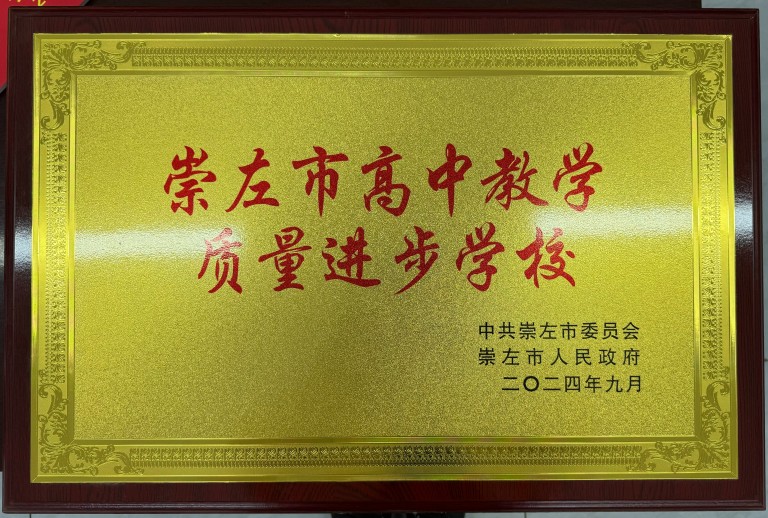 崇左市高中教学
质量进步学校
中共崇左市委员会
崇左市人民政府
二〇二四年九月